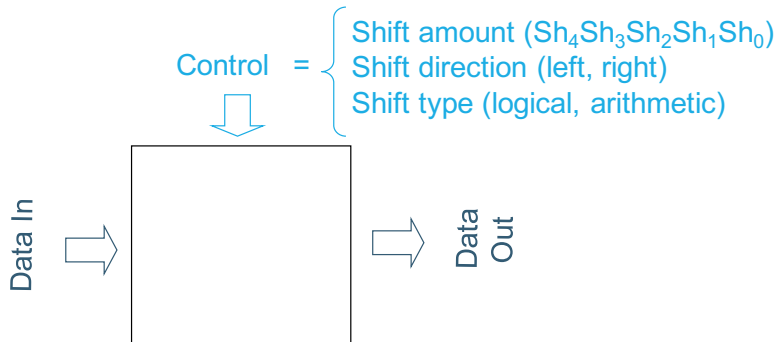 Shift amount (Sh₄Sh₃Sh₂Sh₁Sh₀)
Control = Shift direction (left, right)
Shift type (logical, arithmetic)
Data In
Data
Out